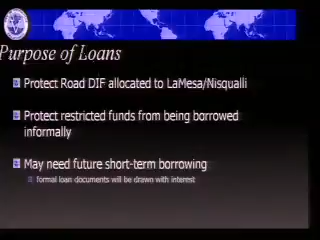 Purpose of Loans
Protect Road DIF allocated to LaMesa/Nisqualli
Protect restricted funds from being borrowed
informally
May need future short-term borrowing
formal loan documents will be drawn with interest